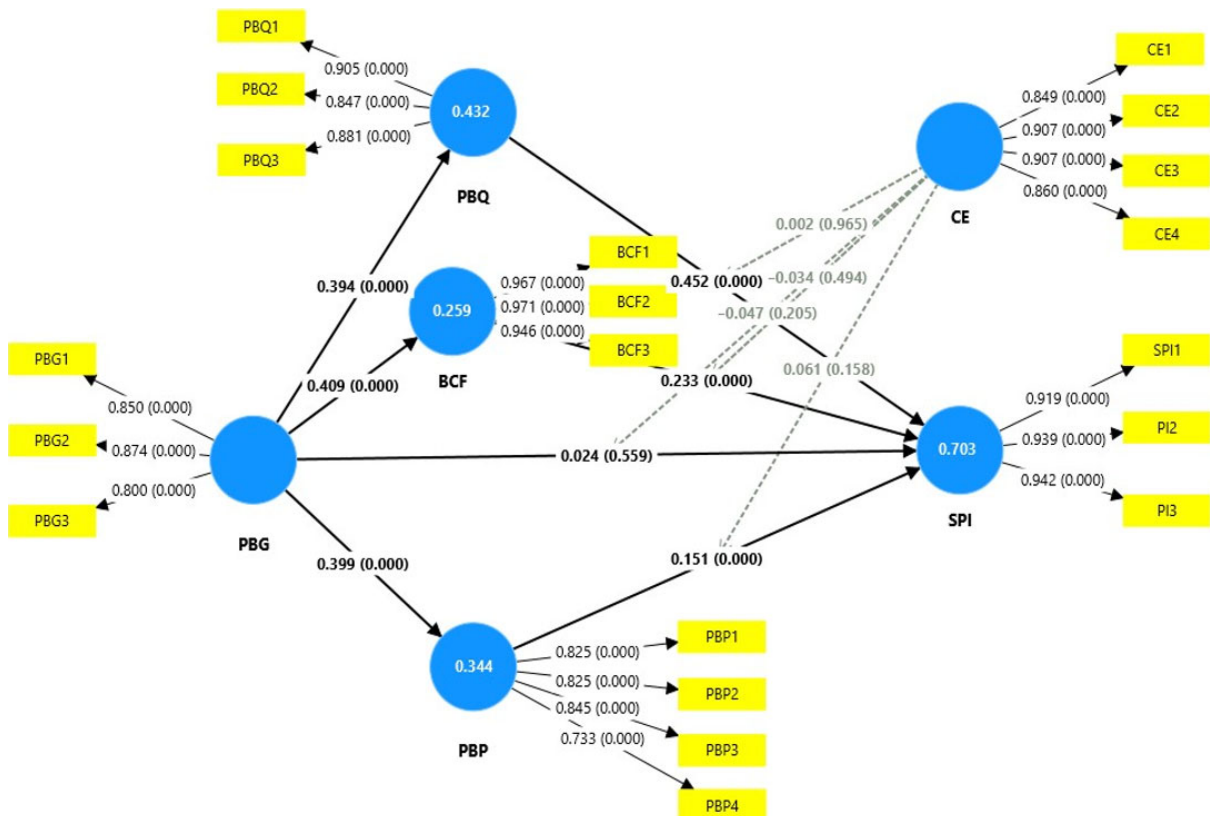 PBQ1
0.905 (0.000)
PBQ2
0.847 (0.000)
0.881 (0.000)
PBQ3
0.432
PBQ
CE1
0.849 (0.000)
CE2
0.907 (0.000)
0.907 (0.000)
CE3
0.860 (0.000)
CE4
CE
0.002 (0.965)
0.452 (0.000)
-0.034 (0.494)
-0.047 (0.205)
0.061 (0.158)
0.394 (0.000)
BCF1
0.967 (0.000)
BCF2
0.971 (0.000)
0.946 (0.000)
BCF3
0.259
BCF
0.409 (0.000)
0.233 (0.000)
PBG1
0.850 (0.000)
PBG2
0.874 (0.000)
0.800 (0.000)
PBG3
PBG
0.024 (0.559)
SPI1
0.919 (0.000)
0.703
PI2
0.939 (0.000)
0.942 (0.000)
PI3
SPI
0.399 (0.000)
0.151 (0.000)
0.344
PBP
PBP1
0.825 (0.000)
0.825 (0.000)
PBP2
0.845 (0.000)
0.733 (0.000)
PBP3
PBP4